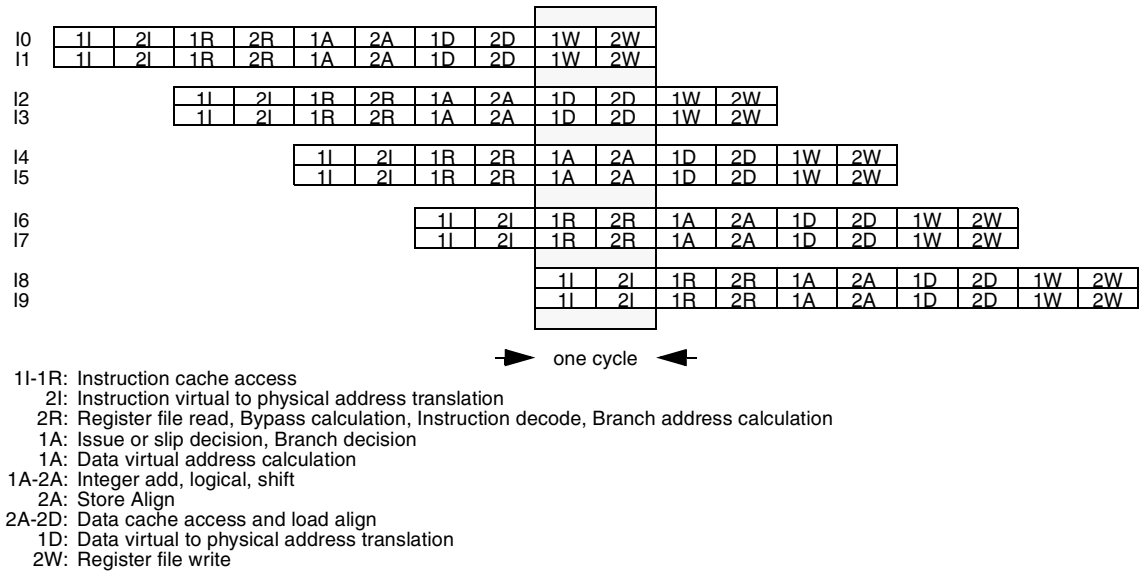 I0 1I 2I 1R 2R 1A 2A 1D 2D 1W 2W
I1 1I 2I 1R 2R 1A 2A 1D 2D 1W 2W
I2 1I 2I 1R 2R 1A 2A 1D 2D 1W 2W
I3 1I 2I 1R 2R 1A 2A 1D 2D 1W 2W
I4 1I 2I 1R 2R 1A 2A 1D 2D 1W 2W
I5 1I 2I 1R 2R 1A 2A 1D 2D 1W 2W
I6 1I 2I 1R 2R 1A 2A 1D 2D 1W 2W
I7 1I 2I 1R 2R 1A 2A 1D 2D 1W 2W
I8 1I 2I 1R 2R 1A 2A 1D 2D 1W 2W
I9 1I 2I 1R 2R 1A 2A 1D 2D 1W 2W
one cycle
1I-1R: Instruction cache access
2I: Instruction virtual to physical address translation
2R: Register file read, Bypass calculation, Instruction decode, Branch address calculation
1A: Issue or slip decision, Branch decision
1A: Data virtual address calculation
1A-2A: Integer add, logical, shift
2A: Store Align
2A-2D: Data cache access and load align
1D: Data virtual to physical address translation
2W: Register file write